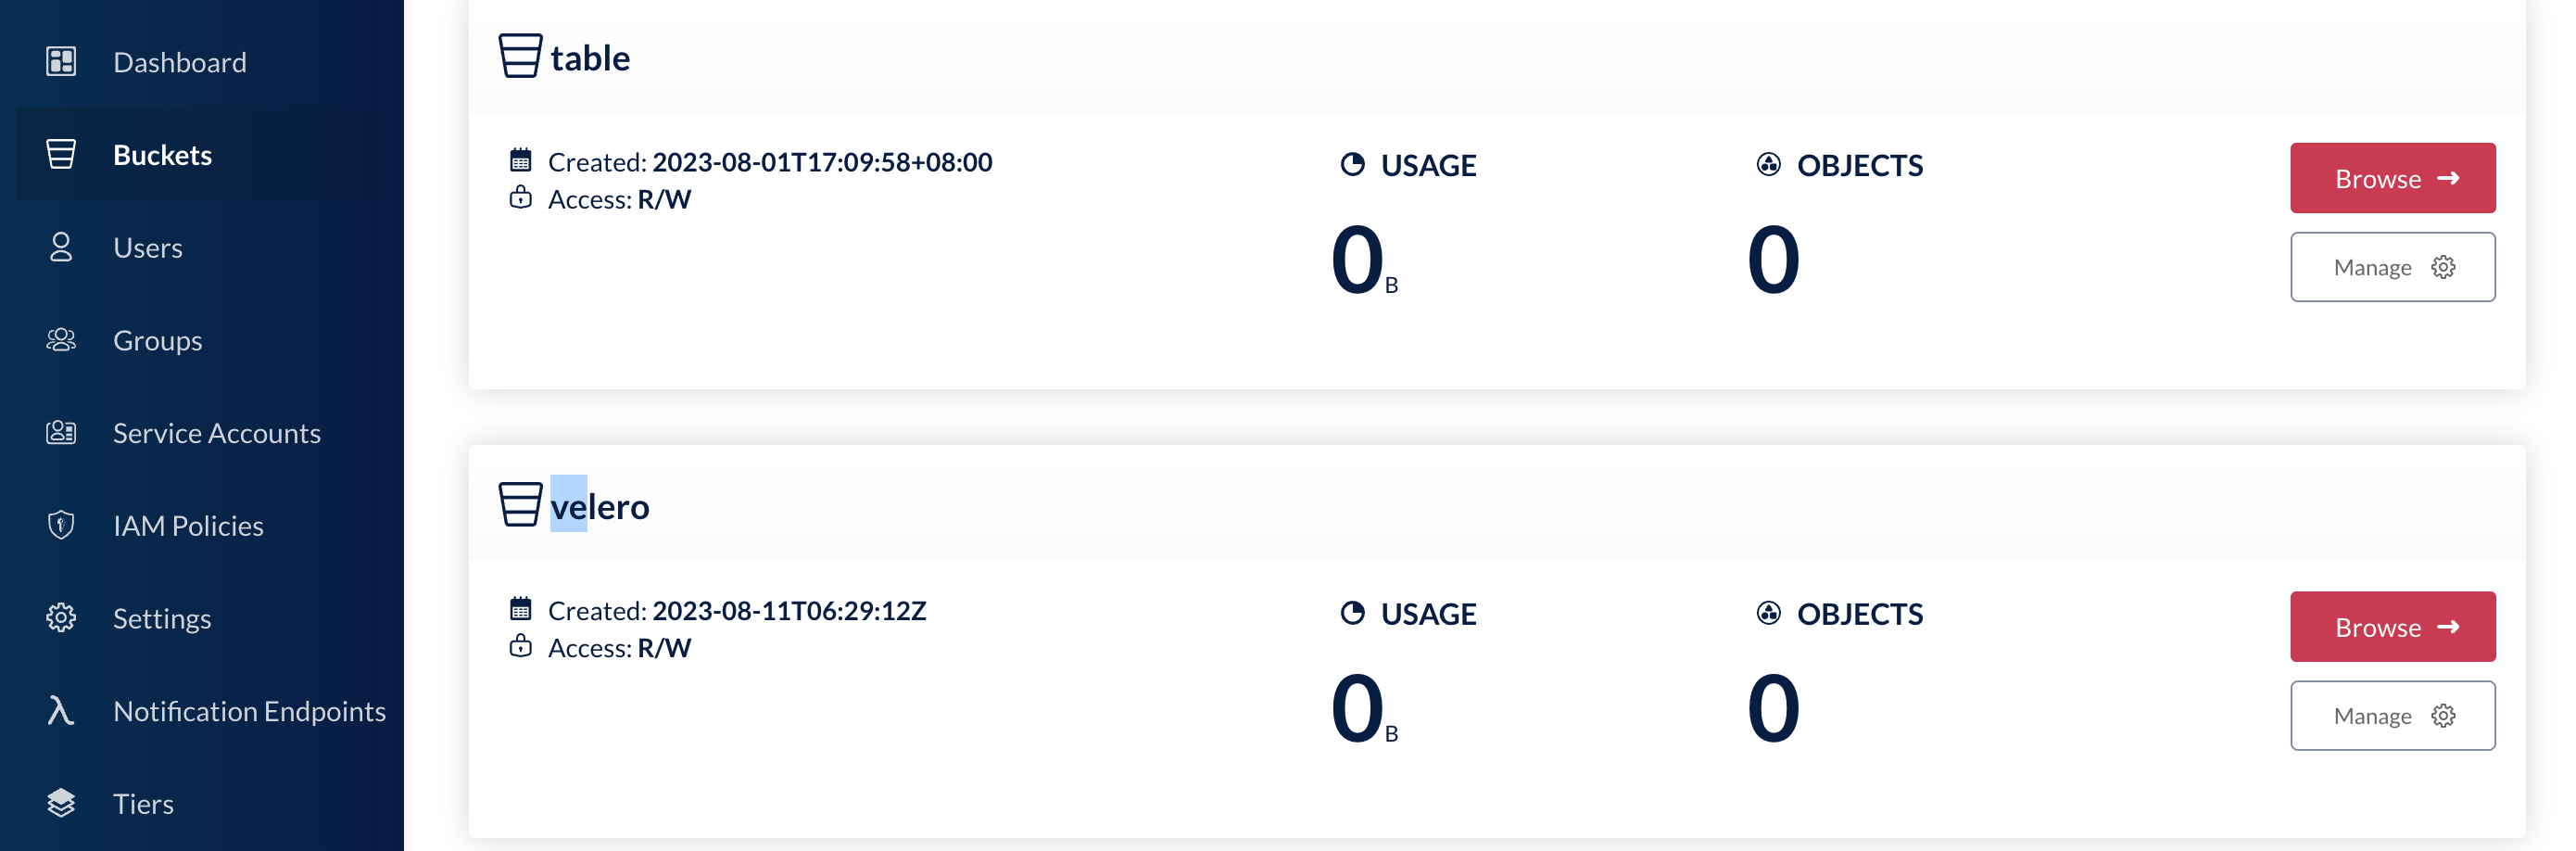 Dashboard
Buckets
Users
Groups
Service Accounts
IAM Policies
Settings
Notification Endpoints
Tiers
table
Created: 2023-08-01T17:09:58+08:00
Access: R/W
USAGE
0B
OBJECTS
0
Browse
Manage
velero
Created: 2023-08-11T06:29:12Z
Access: R/W
USAGE
0B
OBJECTS
0
Browse
Manage